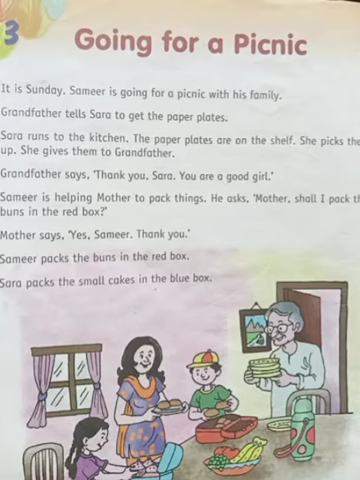 3
Going for a Picnic
It is Sunday. Sameer is going for a picnic with his family.
Grandfather tells Sara to get the paper plates.
Sara runs to the kitchen. The paper plates are on the shelf. She picks the
up. She gives them to Grandfather.
Grandfather says, ‘Thank you, Sara. You are a good girl.’
Sameer is helping Mother to pack things. He asks, ‘Mother, shall I pack th
buns in the red box?’
Mother says, ‘Yes, Sameer. Thank you.’
Sameer packs the buns in the red box.
Sara packs the small cakes in the blue box.